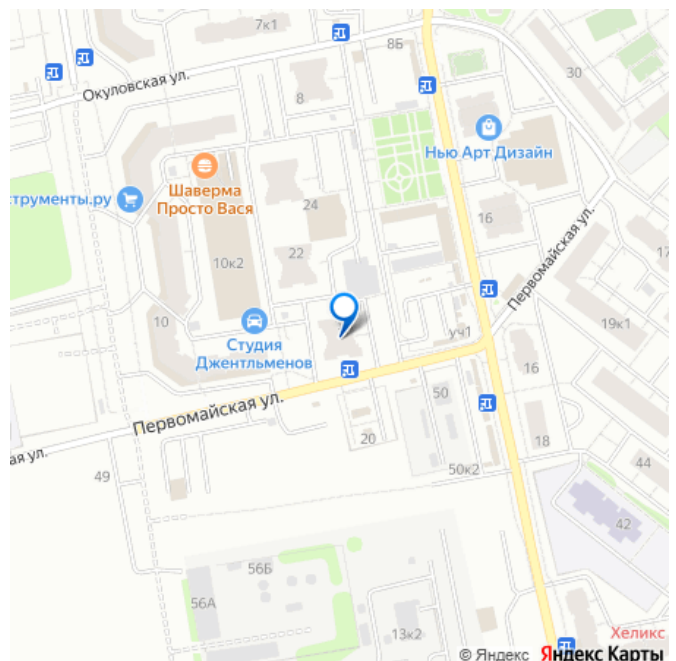 7к1
8Б
Окуловская ул.
30
8
Нью Арт Дизайн
Шаверма
Просто Вася
струменты.ру
24
16
Первомайская ул.
22
10к2
17
10
Студия
Джентльменов
уч1
19к1
16
Первомайская ул.
50
ая ул.
20
18
49
50к2
44
42
56Б
56А
13к2
Хеликс
© Яндекс Яндекс Карты